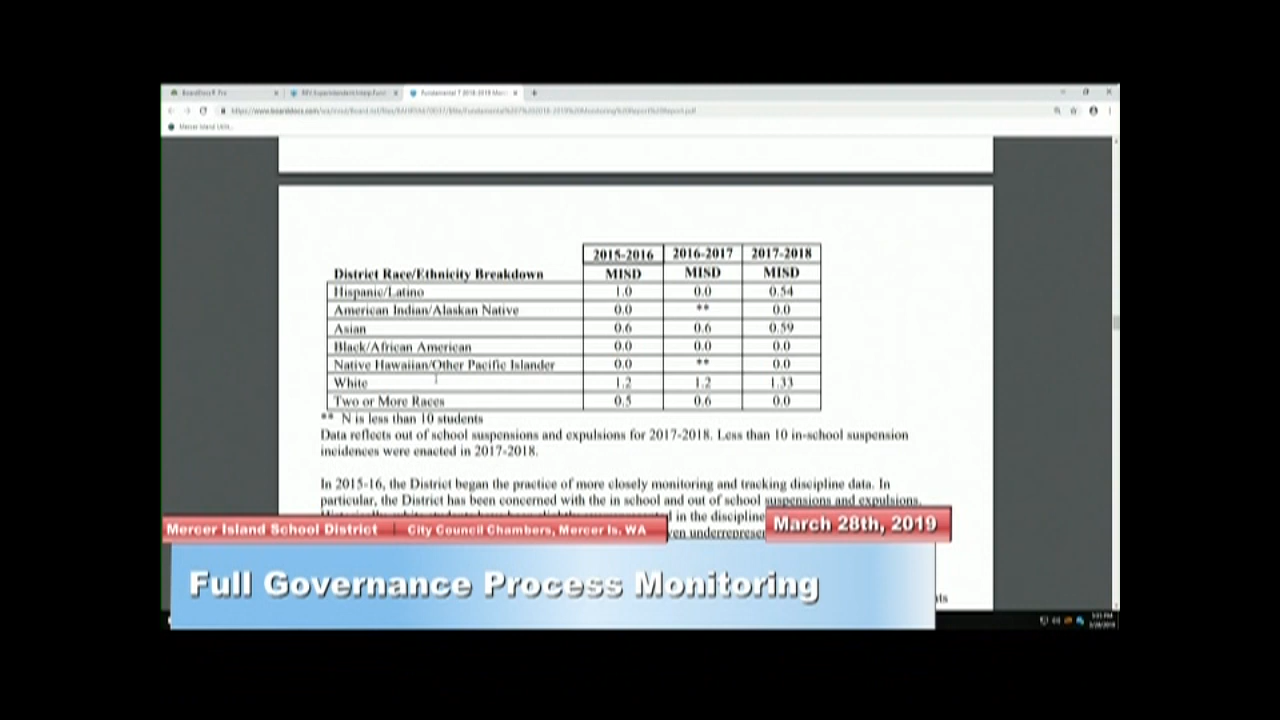 BoardDocs® Pro
2015-2016 2016-2017 2017-2018
District Race/Ethnicity Breakdown MISD MISD MISD
Hispanic/Latino 1.0 0.0 0.54
American Indian/Alaskan Native 0.0 ** 0.0
Asian 0.6 0.6 0.59
Black/African American 0.0 0.0 0.0
Native Hawaiian/Other Pacific Islander 0.0 ** 0.0
White 1.2 1.2 1.33
Two or More Races 0.5 0.6 0.0
** N is less than 10 students
Data reflects out of school suspensions and expulsions for 2017-2018. Less than 10 in-school suspension
incidences were enacted in 2017-2018.
In 2015-16, the District began the practice of more closely monitoring and tracking discipline data. In
particular, the District has been concerned with the in school and out of school suspensions and expulsions.
in the discipline
Mercer Island School District | City Council Chambers, Mercer Is. WA
March 28th, 2019
Full Governance Process Monitoring